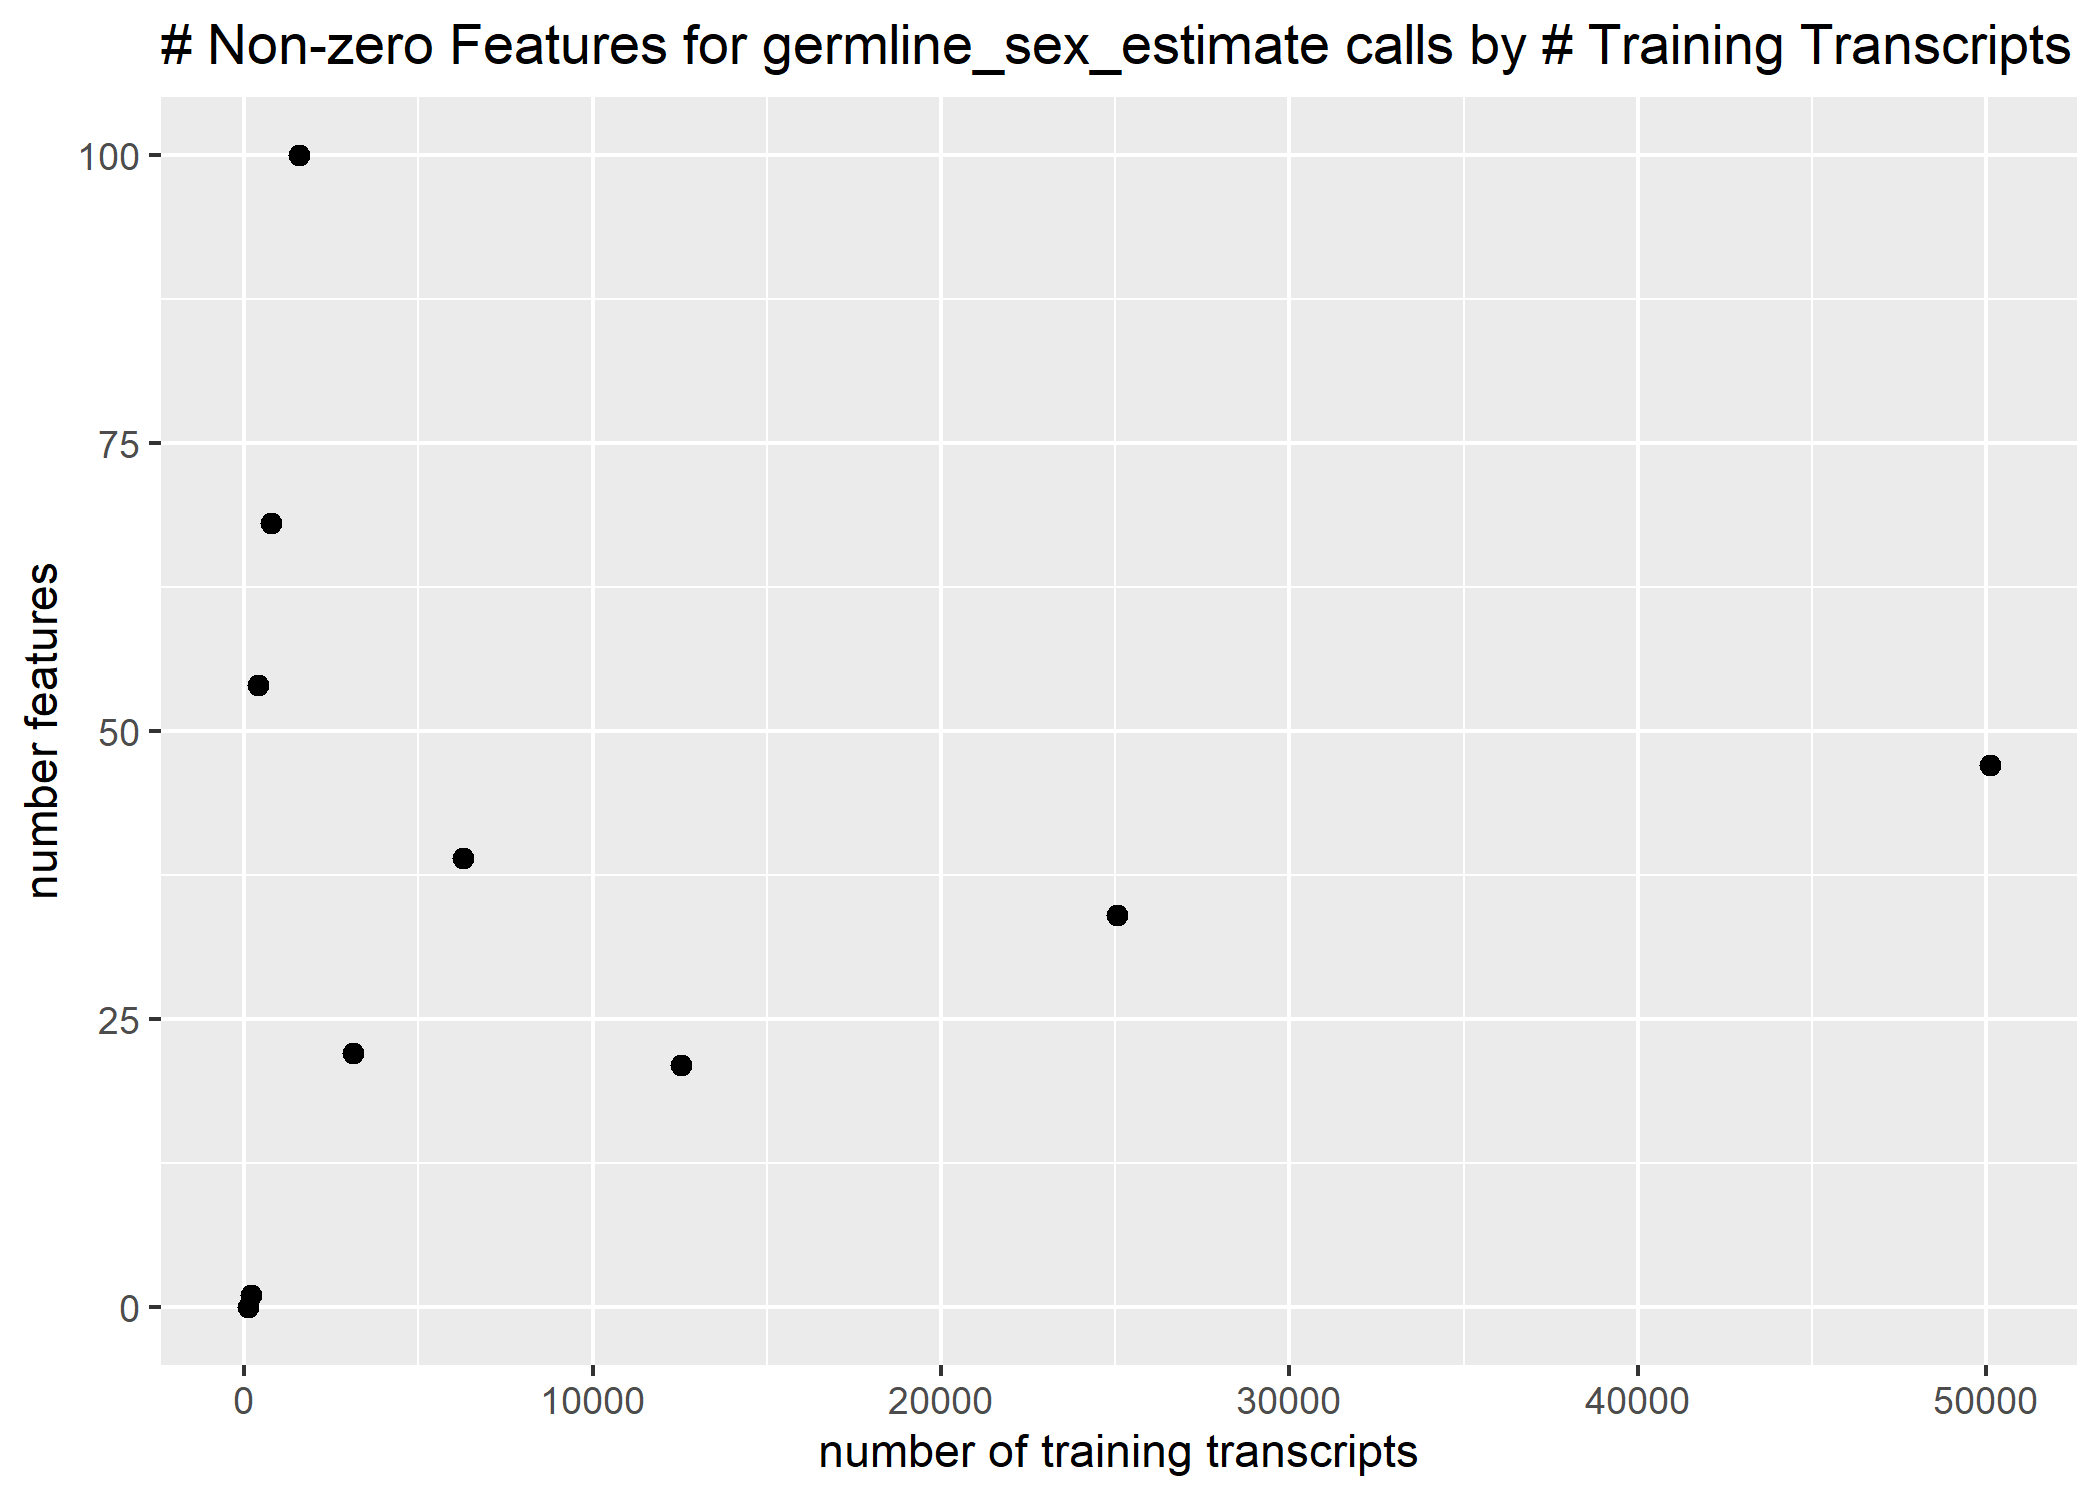 # Non-zero Features for germline_sex_estimate calls by # Training Transcripts
100
75
50
25
0
number features
0 10000 20000 30000 40000 50000
number of training transcripts